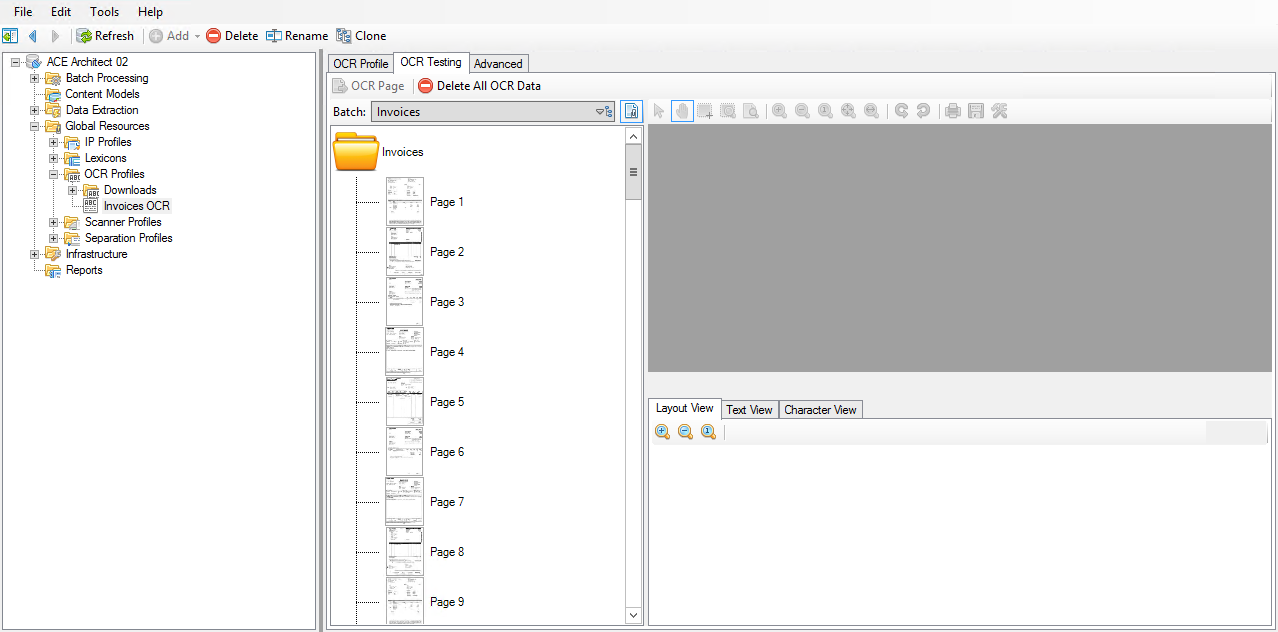 File Edit Tools Help
Refresh Add Delete Rename Clone
ACE Architect 02
Batch Processing
Content Models
Data Extraction
Global Resources
IP Profiles
Lexicons
OCR Profiles
Downloads
Invoices OCR
Scanner Profiles
Separation Profiles
Infrastructure
Reports
OCR Profile OCR Testing Advanced
OCR Page Delete All OCR Data
Batch: Invoices
Invoices
Page 1
Page 2
Page 3
Page 4
Page 5
Page 6
Page 7
Page 8
Page 9
Layout View Text View Character View